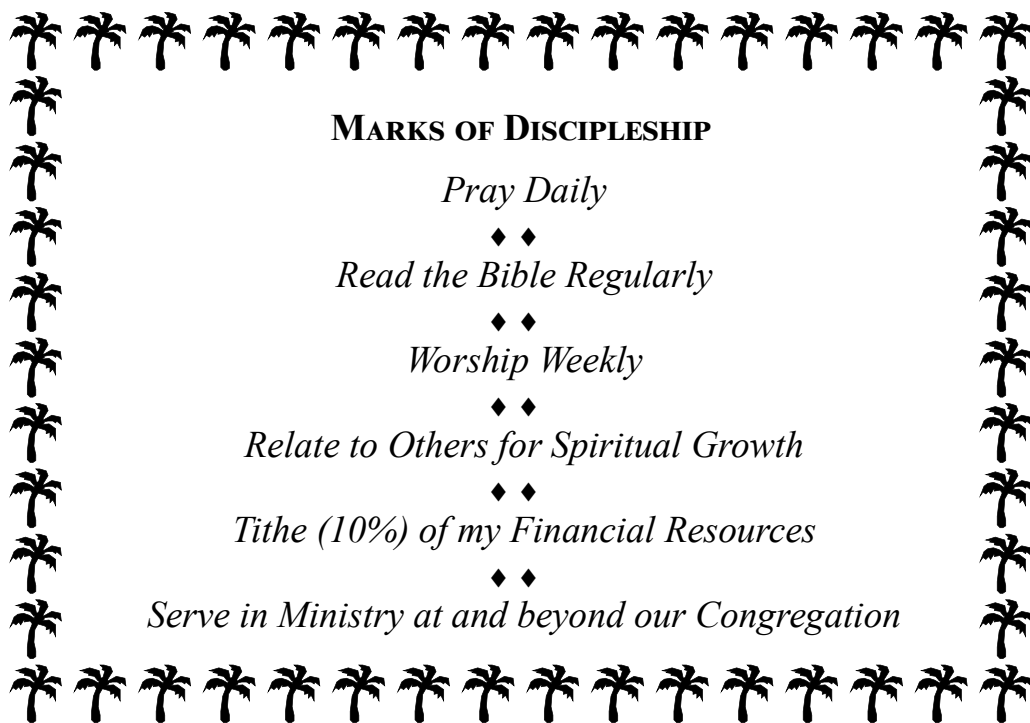 Marks of Discipleship
Pray Daily
♦ ♦
Read the Bible Regularly
♦ ♦
Worship Weekly
♦ ♦
Relate to Others for Spiritual Growth
♦ ♦
Tithe (10%) of my Financial Resources
♦ ♦
Serve in Ministry at and beyond our Congregation